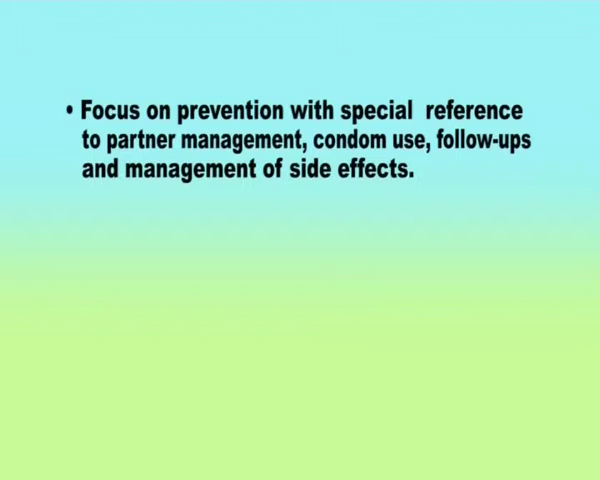 • Focus on prevention with special reference
to partner management, condom use, follow-ups
and management of side effects.